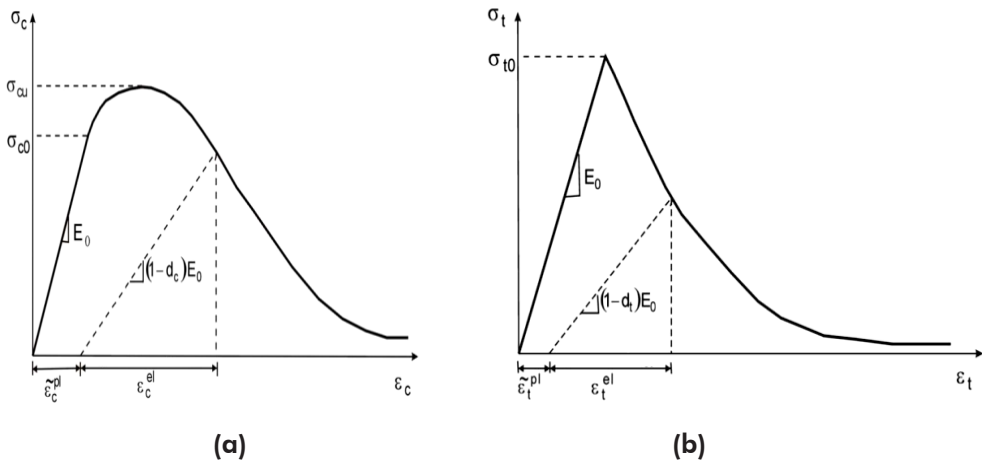 σc
σcu
σc0
E0
(1-dc)E0
ε̃c^pl
εc^el
εc
(a)
σt
σt0
E0
(1-dt)E0
ε̃t^pl
εt^el
εt
(b)